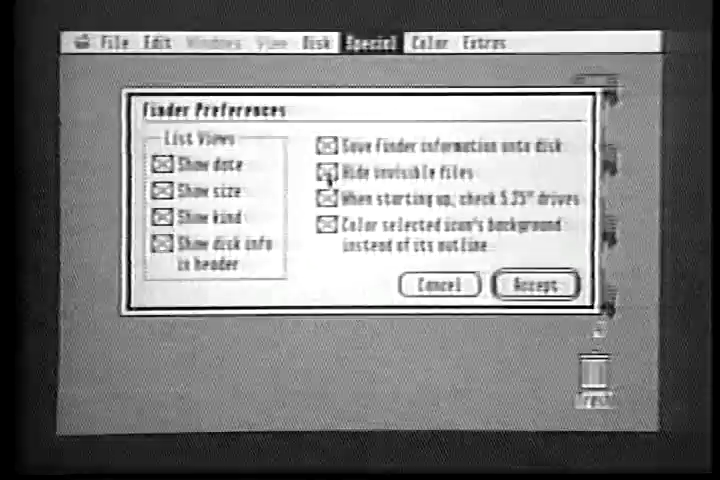 File Edit Windows View Disk Special Color Extras
Finder Preferences
List Views
Show date
Show size
Show kind
Show disk info
in header
Save Finder information onto disk
Hide invisible files
When starting up, check 5.25" drives
Color selected icon's background
instead of its outline
Cancel Accept
Trash